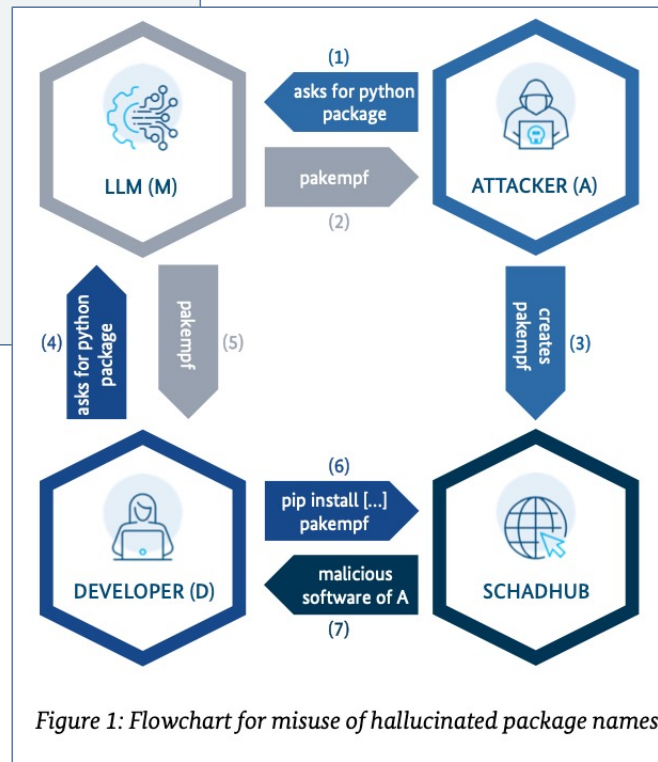 (1)
asks for python
package
LLM (M)
pakempf
(2)
ATTACKER (A)
(4)
asks for python
package
pakempf
(5)
creates
pakempf
(3)
(6)
pip install [...]
pakempf
DEVELOPER (D)
malicious
software of A
(7)
SCHADHUB
Figure 1: Flowchart for misuse of hallucinated package names